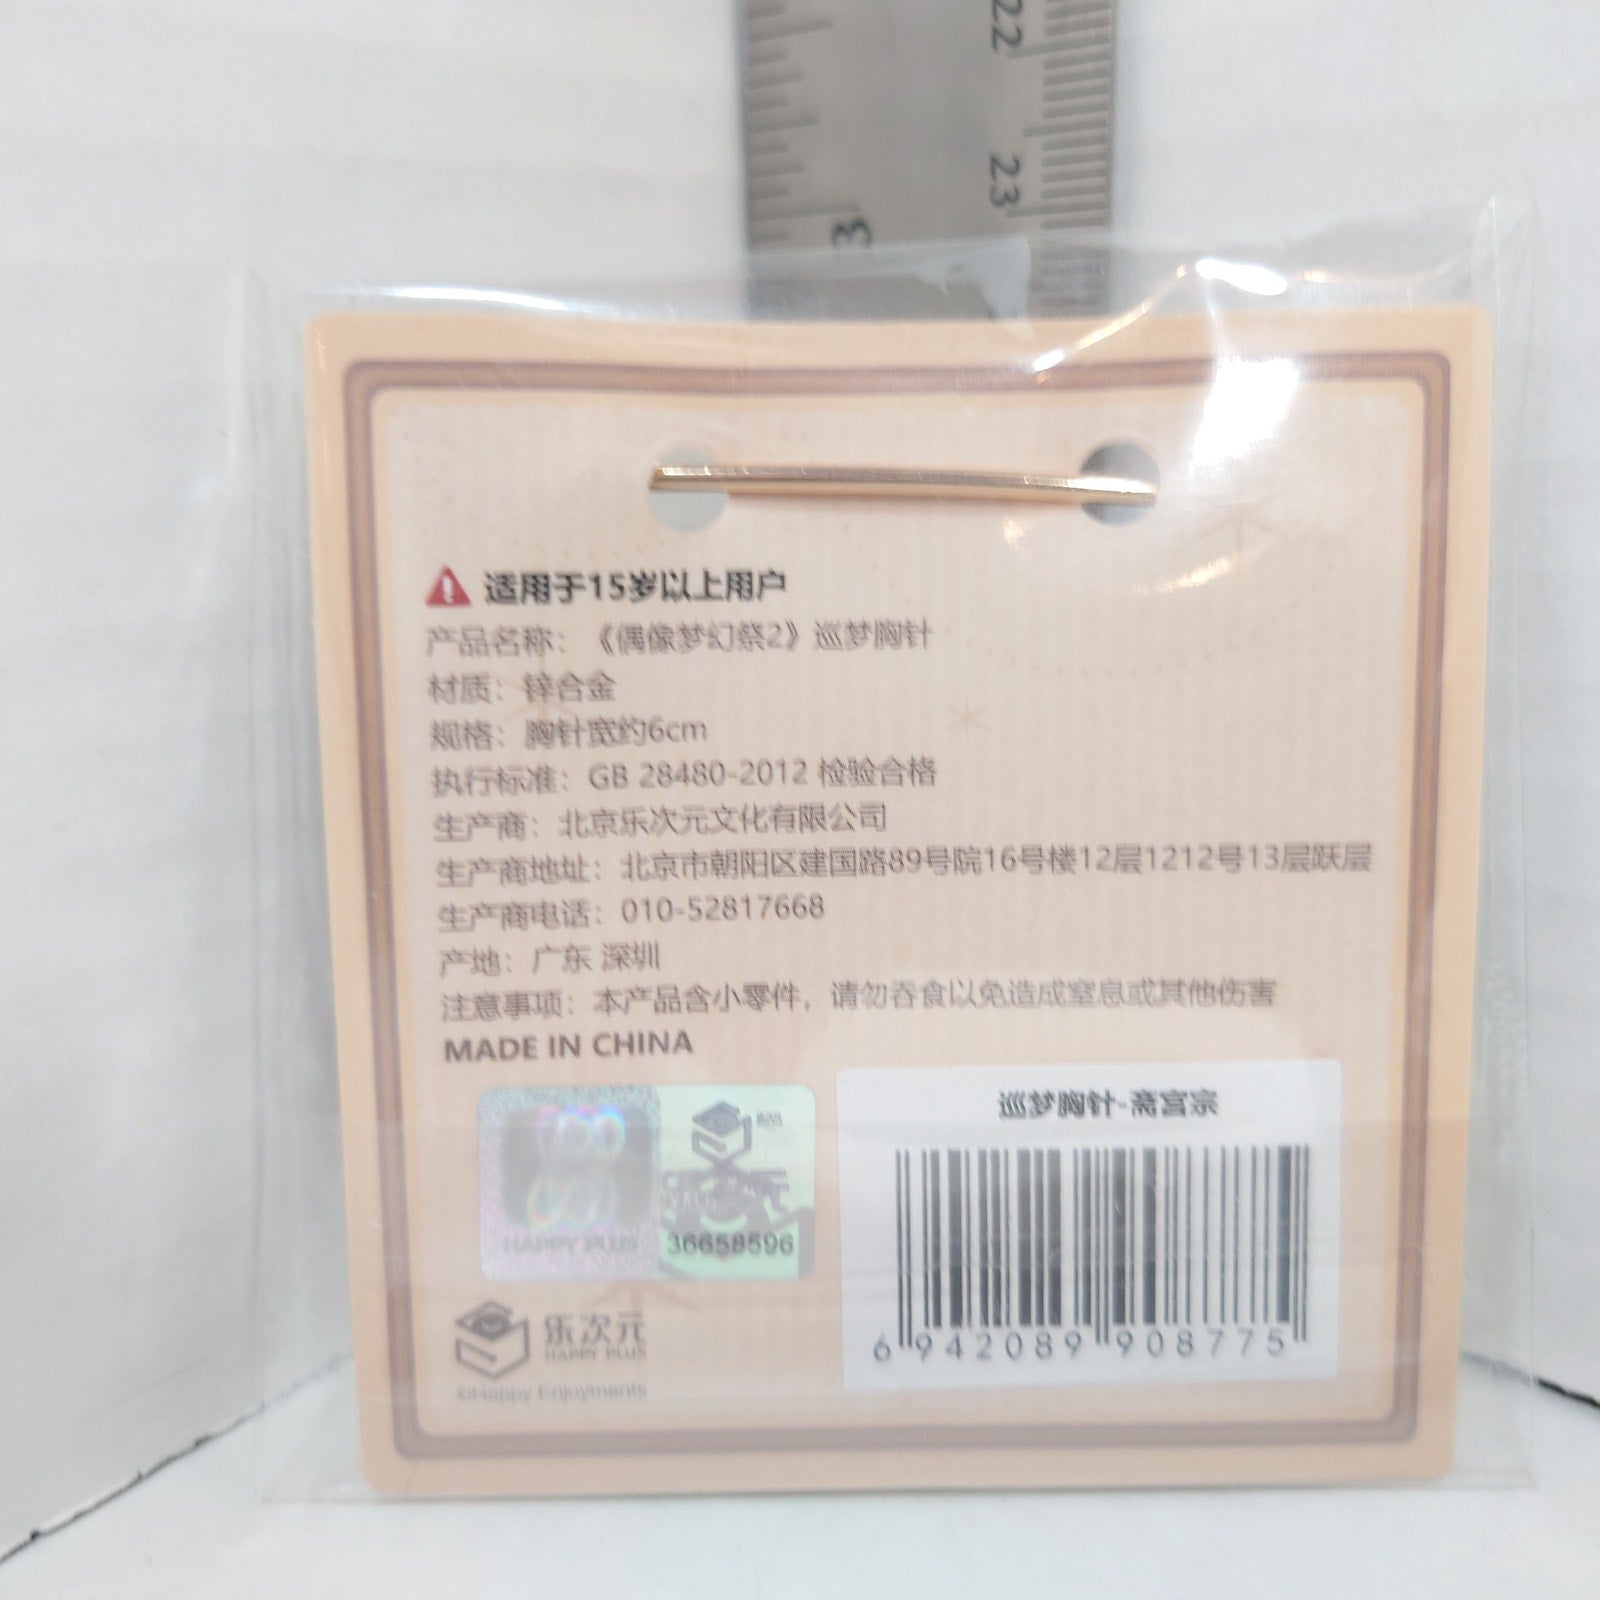 22
23
3
适用于15岁以上用户
产品名称：《偶像梦幻祭2》巡梦胸针
材质：锌合金
规格：胸针宽约6cm
执行标准：GB 28480-2012 检验合格
生产商：北京乐次元文化有限公司
生产商地址：北京市朝阳区建国路89号院16号楼12层1212号13层跃层
生产商电话：010-52817668
产地：广东 深圳
注意事项：本产品含小零件，请勿吞食以免造成窒息或其他伤害
MADE IN CHINA
巡梦胸针-斋宫宗
HAPPY PLUS
36658596
6 942089 908775
乐次元
HAPPY PLUS
©Happy Enjoyments